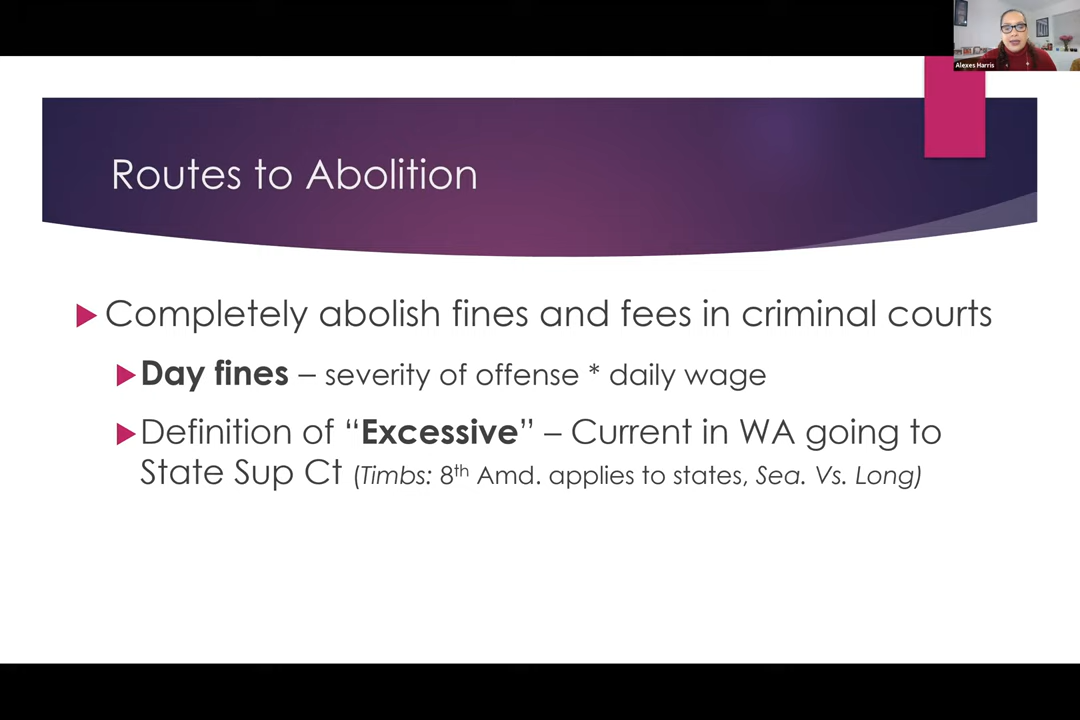 Alexes Harris
Routes to Abolition
Completely abolish fines and fees in criminal courts
Day fines – severity of offense * daily wage
Definition of “Excessive” – Current in WA going to
State Sup Ct (Timbs: 8th Amd. applies to states, Sea. Vs. Long)